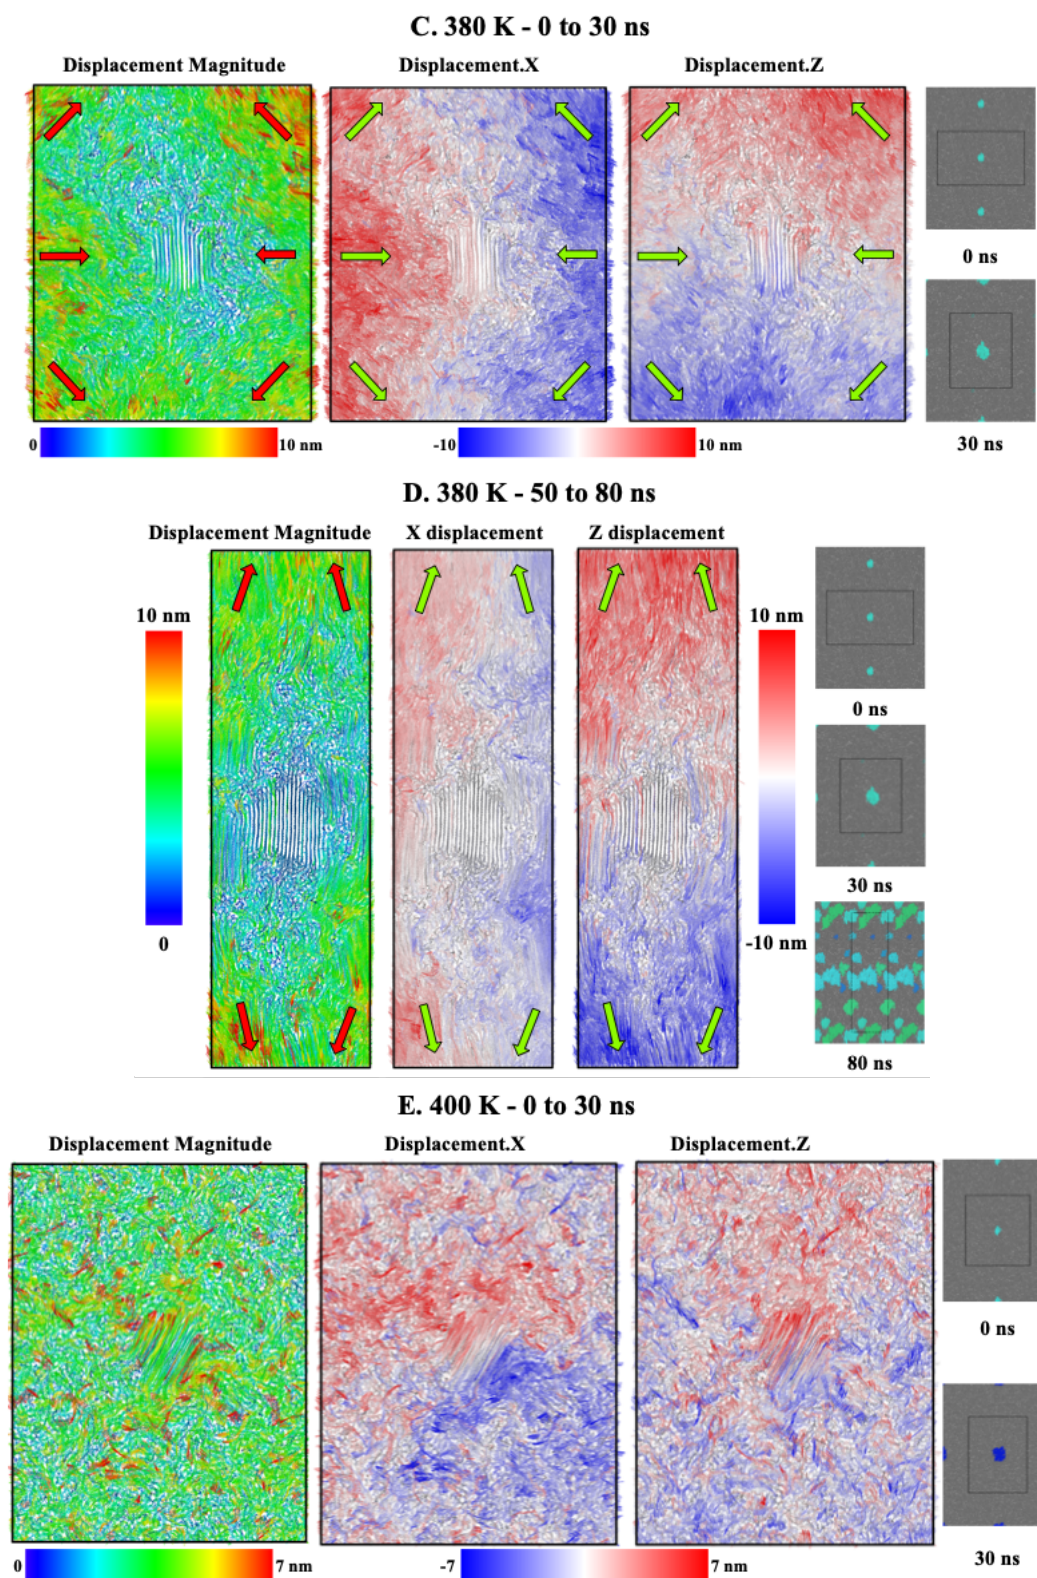 C. 380 K - 0 to 30 ns
Displacement Magnitude
Displacement.X
Displacement.Z
0 ns
30 ns
0
10 nm
-10
10 nm
D. 380 K - 50 to 80 ns
Displacement Magnitude
X displacement
Z displacement
10 nm
0
10 nm
-10 nm
0 ns
30 ns
80 ns
E. 400 K - 0 to 30 ns
Displacement Magnitude
Displacement.X
Displacement.Z
0 ns
30 ns
0
7 nm
-7
7 nm